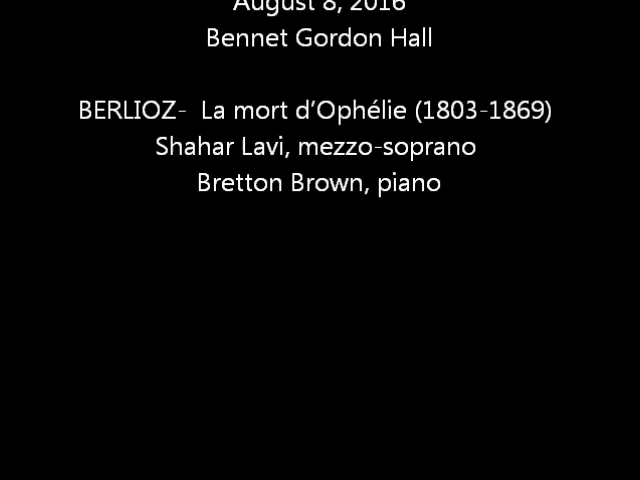 August 8, 2016
Bennet Gordon Hall
BERLIOZ-  La mort d’Ophélie (1803-1869)
Shahar Lavi, mezzo-soprano
Bretton Brown, piano